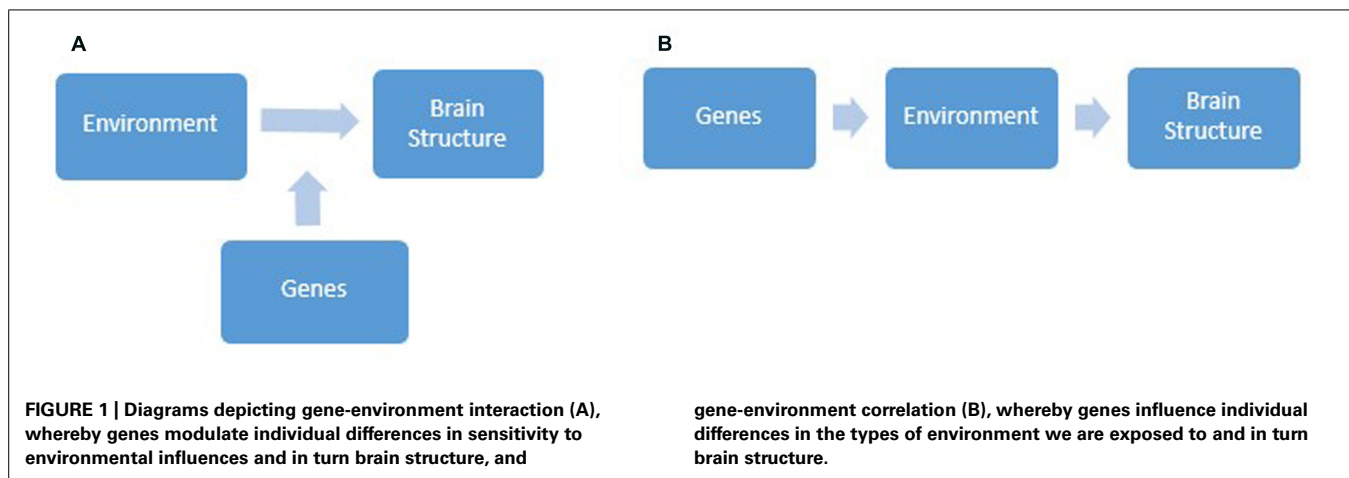 A
Environment
Brain
Structure
Genes
B
Genes
Environment
Brain
Structure
FIGURE 1 | Diagrams depicting gene-environment interaction (A),
whereby genes modulate individual differences in sensitivity to
environmental influences and in turn brain structure, and
gene-environment correlation (B), whereby genes influence individual
differences in the types of environment we are exposed to and in turn
brain structure.